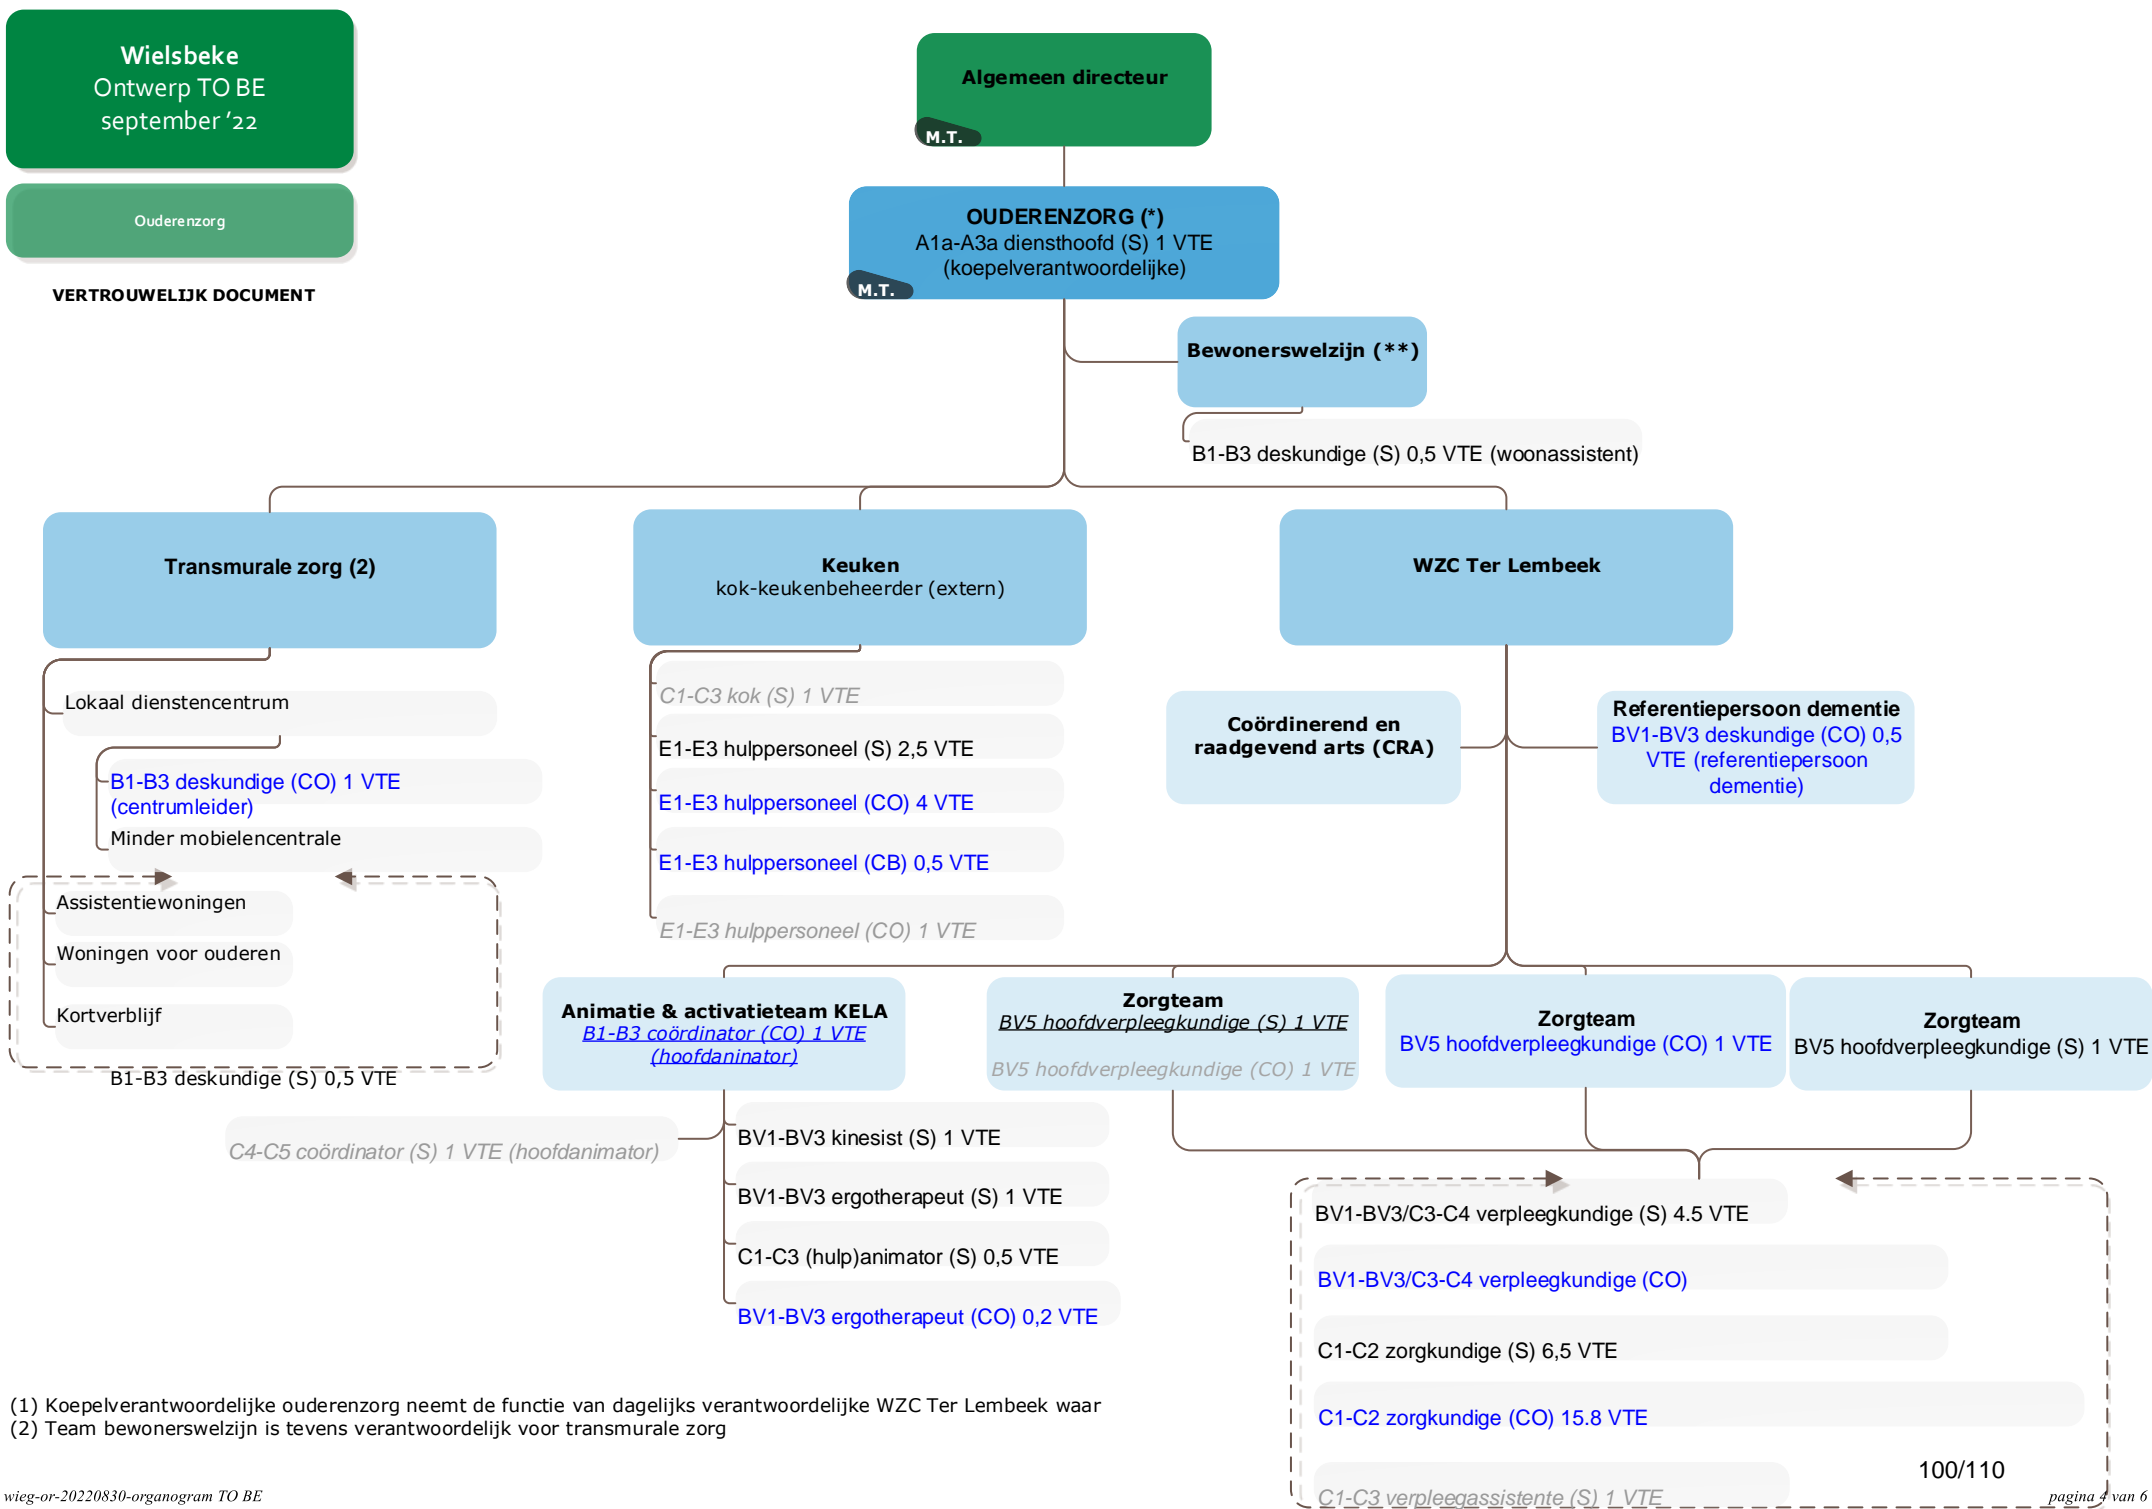 Wielsbeke
Ontwerp TO BE
september ‘22
Ouderenzorg
VERTROUWELIJK DOCUMENT
Algemeen directeur
M.T.
OUDERENZORG (*)
A1a-A3a diensthoofd (S) 1 VTE
(koepelverantwoordelijke)
M.T.
Bewonerswelzijn (**)
B1-B3 deskundige (S) 0,5 VTE (woonassistent)
Transmurale zorg (2)
Lokaal dienstencentrum
B1-B3 deskundige (CO) 1 VTE
(centrumleider)
Minder mobielencentrale
Assistentiewoningen
Woningen voor ouderen
Kortverblijf
B1-B3 deskundige (S) 0,5 VTE
Keuken
kok-keukenbeheerder (extern)
C1-C3 kok (S) 1 VTE
E1-E3 hulppersoneel (S) 2,5 VTE
E1-E3 hulppersoneel (CO) 4 VTE
E1-E3 hulppersoneel (CB) 0,5 VTE
E1-E3 hulppersoneel (CO) 1 VTE
WZC Ter Lembeek
Coördinerend en
raadgevend arts (CRA)
Referentiepersoon dementie
BV1-BV3 deskundige (CO) 0,5
VTE (referentiepersoon
dementie)
Animatie & activatieteam KELA
B1-B3 coördinator (CO) 1 VTE
(hoofdaninator)
C4-C5 coördinator (S) 1 VTE (hoofdanimator)
BV1-BV3 kinesist (S) 1 VTE
BV1-BV3 ergotherapeut (S) 1 VTE
C1-C3 (hulp)animator (S) 0,5 VTE
BV1-BV3 ergotherapeut (CO) 0,2 VTE
Zorgteam
BV5 hoofdverpleegkundige (S) 1 VTE
BV5 hoofdverpleegkundige (CO) 1 VTE
Zorgteam
BV5 hoofdverpleegkundige (CO) 1 VTE
Zorgteam
BV5 hoofdverpleegkundige (S) 1 VTE
BV1-BV3/C3-C4 verpleegkundige (S) 4.5 VTE
BV1-BV3/C3-C4 verpleegkundige (CO)
C1-C2 zorgkundige (S) 6,5 VTE
C1-C2 zorgkundige (CO) 15.8 VTE
C1-C3 verpleegassistente (S) 1 VTE
(1) Koepelverantwoordelijke ouderenzorg neemt de functie van dagelijks verantwoordelijke WZC Ter Lembeek waar
(2) Team bewonerswelzijn is tevens verantwoordelijk voor transmurale zorg
100/110
wieg-or-20220830-organogram TO BE
pagina 4 van 6